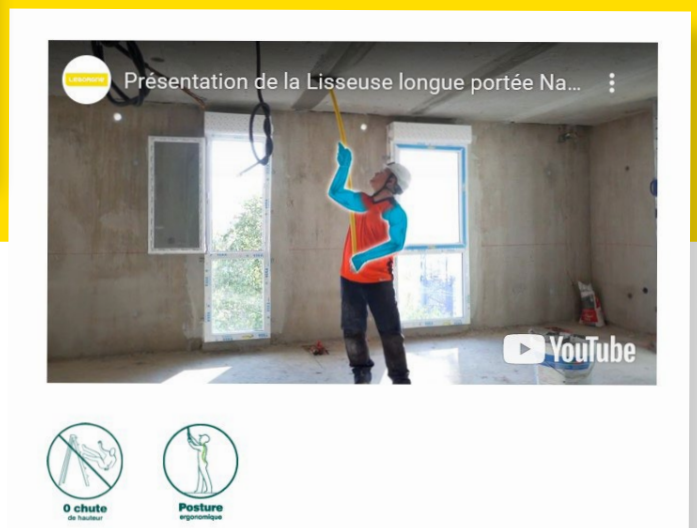 Présentation de la Lisseuse longue portée Na...
YouTube
0 chute
de hauteur
Posture
ergonomique